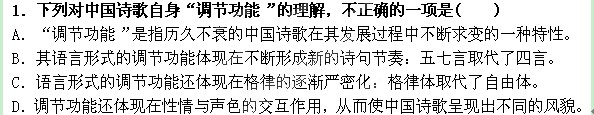 1. 下列对中国诗歌自身“调节功能”的理解，不正确的一项是(　　)
A. “调节功能”是指历久不衰的中国诗歌在其发展过程中不断求变的一种特性。
B. 其语言形式的调节功能体现在不断形成新的诗句节奏：五七言取代了四言。
C. 语言形式的调节功能还体现在格律的逐渐严密化：格律体取代了自由体。
D. 调节功能还体现在性情与声色的交互作用，从而使中国诗歌呈现出不同的风貌。